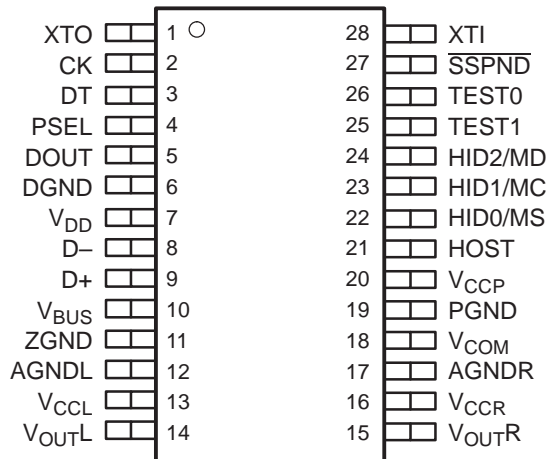 XTO 1 28 XTI
CK 2 27 SSPND
DT 3 26 TEST0
PSEL 4 25 TEST1
DOUT 5 24 HID2/MD
DGND 6 23 HID1/MC
VDD 7 22 HID0/MS
D– 8 21 HOST
D+ 9 20 VCCP
VBUS 10 19 PGND
ZGND 11 18 VCOM
AGNDL 12 17 AGNDR
VCCL 13 16 VCCR
VOUTL 14 15 VOUTR